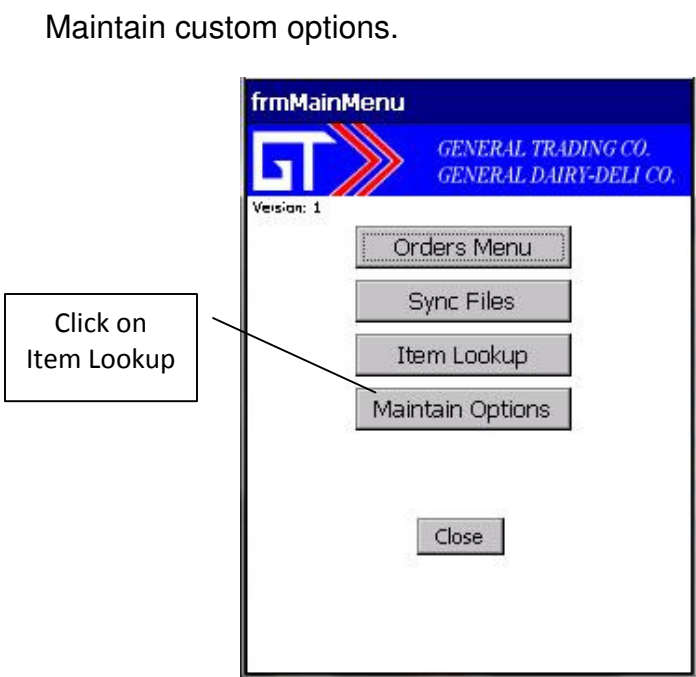 Maintain custom options.
frmMainMenu
GT
GENERAL TRADING CO.
GENERAL DAIRY-DELI CO.
Version: 1
Orders Menu
Sync Files
Click on
Item Lookup
Item Lookup
Maintain Options
Close